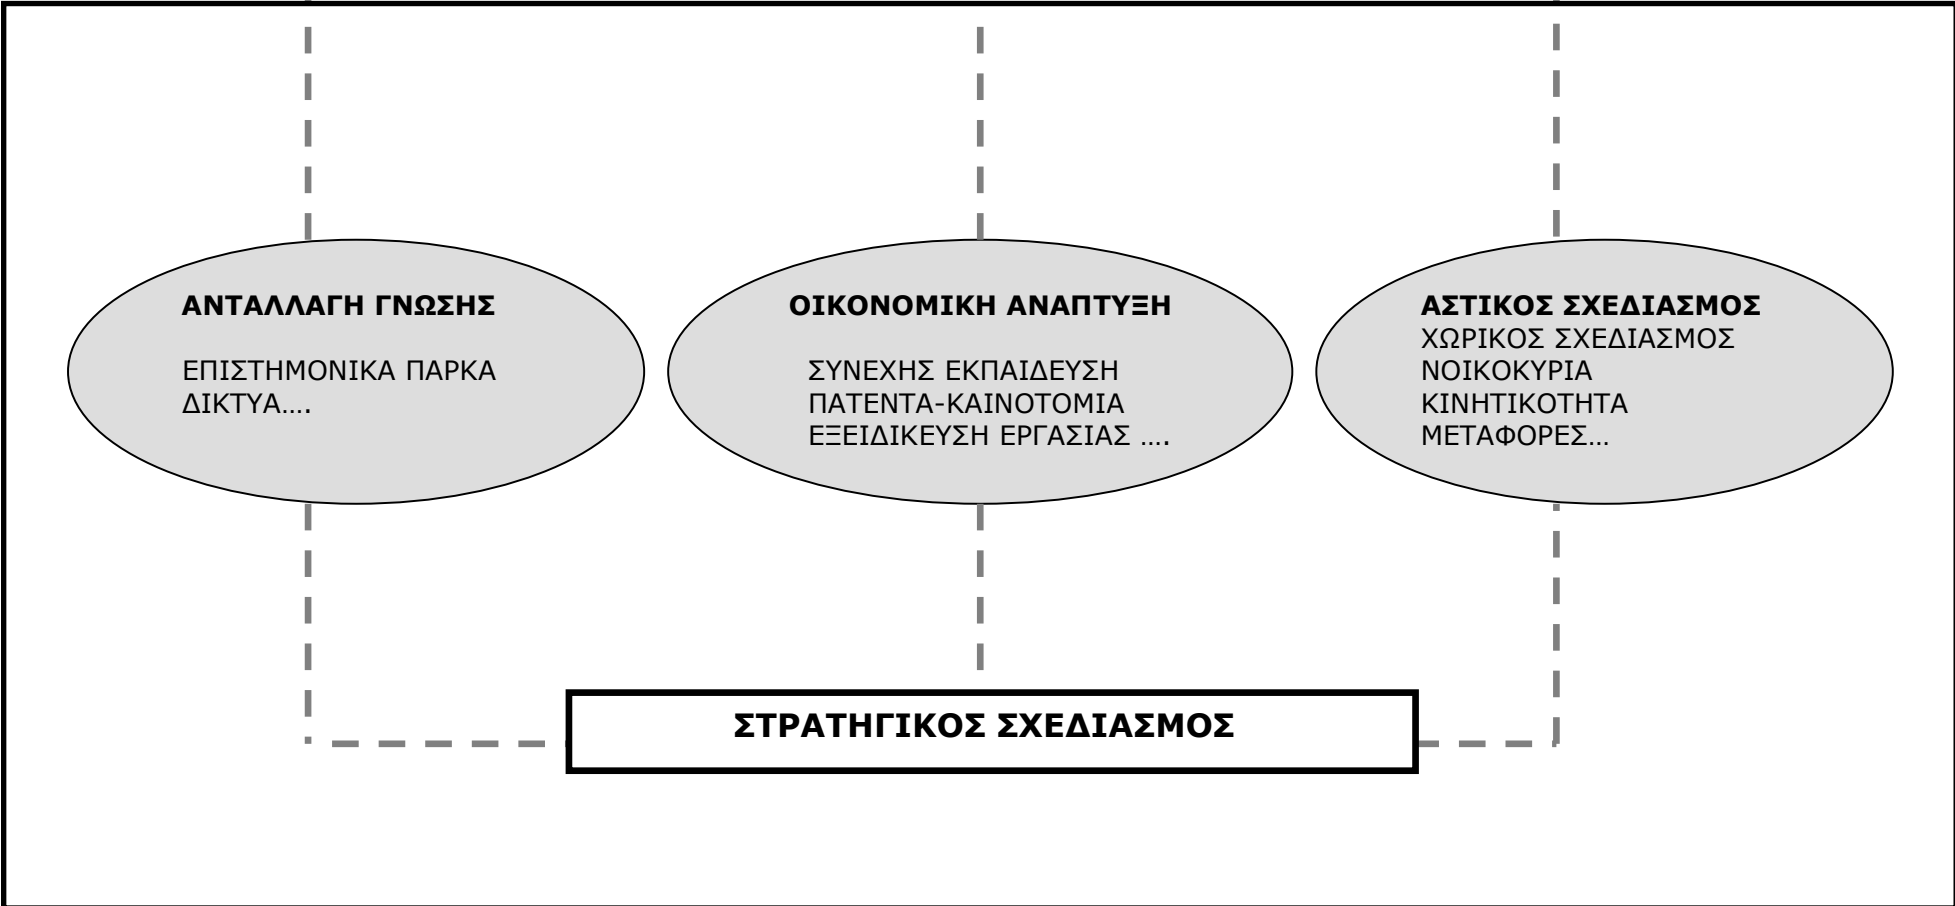 ΑΝΤΑΛΛΑΓΗ ΓΝΩΣΗΣ
ΕΠΙΣΤΗΜΟΝΙΚΑ ΠΑΡΚΑ
ΔΙΚΤΥΑ….
ΟΙΚΟΝΟΜΙΚΗ ΑΝΑΠΤΥΞΗ
ΣΥΝΕΧΗΣ ΕΚΠΑΙΔΕΥΣΗ
ΠΑΤΕΝΤΑ-ΚΑΙΝΟΤΟΜΙΑ
ΕΞΕΙΔΙΚΕΥΣΗ ΕΡΓΑΣΙΑΣ ….
ΑΣΤΙΚΟΣ ΣΧΕΔΙΑΣΜΟΣ
ΧΩΡΙΚΟΣ ΣΧΕΔΙΑΣΜΟΣ
ΝΟΙΚΟΚΥΡΙΑ
ΚΙΝΗΤΙΚΟΤΗΤΑ
ΜΕΤΑΦΟΡΕΣ…
ΣΤΡΑΤΗΓΙΚΟΣ ΣΧΕΔΙΑΣΜΟΣ